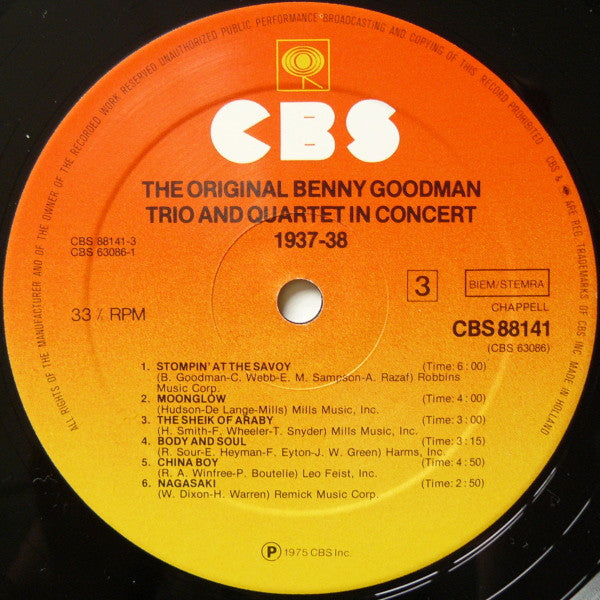 ALL RIGHTS OF THE MANUFACTURER AND OF THE OWNER OF THE RECORDED WORK RESERVED. UNAUTHORIZED PUBLIC PERFORMANCE, BROADCASTING AND COPYING OF THIS RECORD PROHIBITED
CBS & ARE REG. TRADEMARKS OF CBS INC. MADE IN HOLLAND
CBS
THE ORIGINAL BENNY GOODMAN
TRIO AND QUARTET IN CONCERT
1937-38
CBS 88141-3
CBS 63086-1
3
BIEM/STEMRA
CHAPPELL
33⅓ RPM
CBS 88141
(CBS 63086)
1. STOMPIN' AT THE SAVOY (Time: 6:00)
(B. Goodman-C. Webb-E. M. Sampson-A. Razaf) Robbins
Music Corp.
2. MOONGLOW (Time: 4:00)
(Hudson-De Lange-Mills) Mills Music, Inc.
3. THE SHEIK OF ARABY (Time: 3:00)
(H. Smith-F. Wheeler-T. Snyder) Mills Music, Inc.
4. BODY AND SOUL (Time: 3:15)
(R. Sour-E. Heyman-F. Eyton-J. W. Green) Harms, Inc.
5. CHINA BOY (Time: 4:50)
(R. A. Winfree-P. Boutelie) Leo Feist, Inc.
6. NAGASAKI (Time: 2:50)
(W. Dixon-H. Warren) Remick Music Corp.
℗ 1975 CBS Inc.